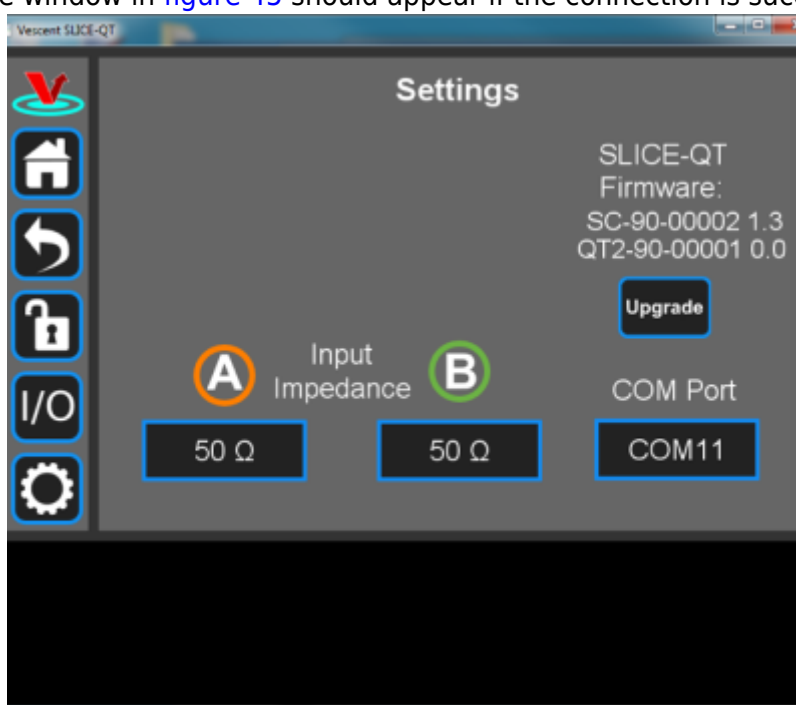 e window in figure 15 should appear if the connection is suc
Vescent SLICE-QT
Settings
SLICE-QT
Firmware:
SC-90-00002 1.3
QT2-90-00001 0.0
Upgrade
A
Input
Impedance
B
I/O
COM Port
50 Ω
50 Ω
COM11